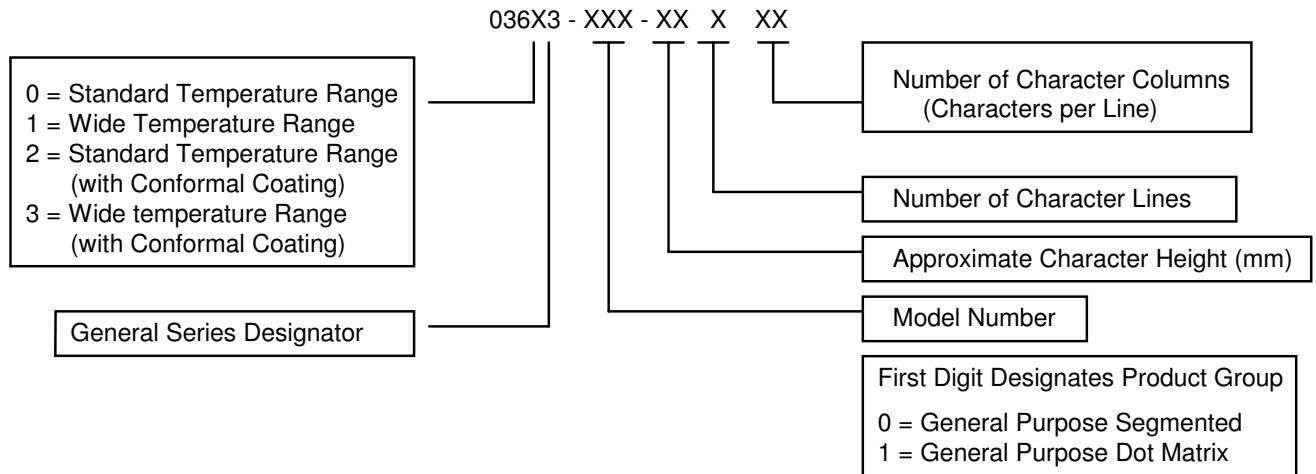 036X3 - XXX - XX X XX
0 = Standard Temperature Range
1 = Wide Temperature Range
2 = Standard Temperature Range
(with Conformal Coating)
3 = Wide temperature Range
(with Conformal Coating)
General Series Designator
Number of Character Columns
(Characters per Line)
Number of Character Lines
Approximate Character Height (mm)
Model Number
First Digit Designates Product Group
0 = General Purpose Segmented
1 = General Purpose Dot Matrix